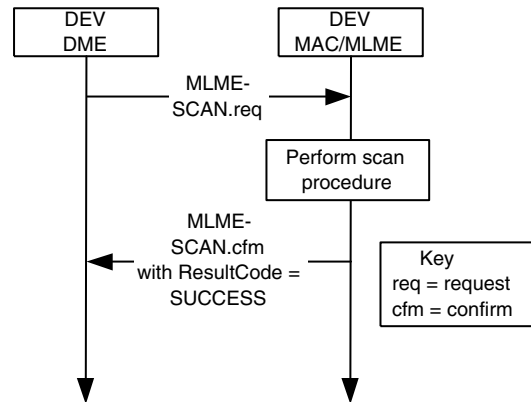 DEV
DME
DEV
MAC/MLME
MLME-
SCAN.req
Perform scan
procedure
MLME-
SCAN.cfm
with ResultCode =
SUCCESS
Key
req = request
cfm = confirm